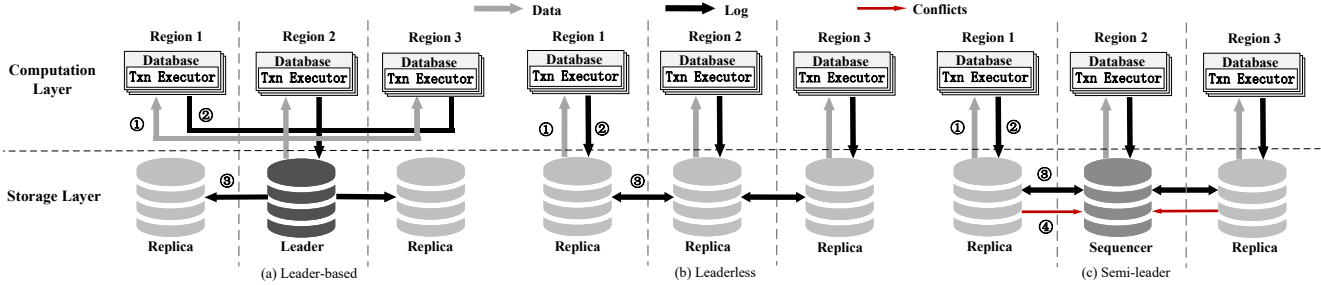 Data Log Conflicts
Region 1 Region 2 Region 3 Region 1 Region 2 Region 3 Region 1 Region 2 Region 3
Computation
Layer
Database Database Database Database Database Database Database Database Database
Txn Executor Txn Executor Txn Executor Txn Executor Txn Executor Txn Executor Txn Executor Txn Executor Txn Executor
① ② ① ② ① ②
Storage Layer
③ ③ ③
④
Replica Leader Replica Replica Replica Replica Replica Sequencer Replica
(a) Leader-based (b) Leaderless (c) Semi-leader